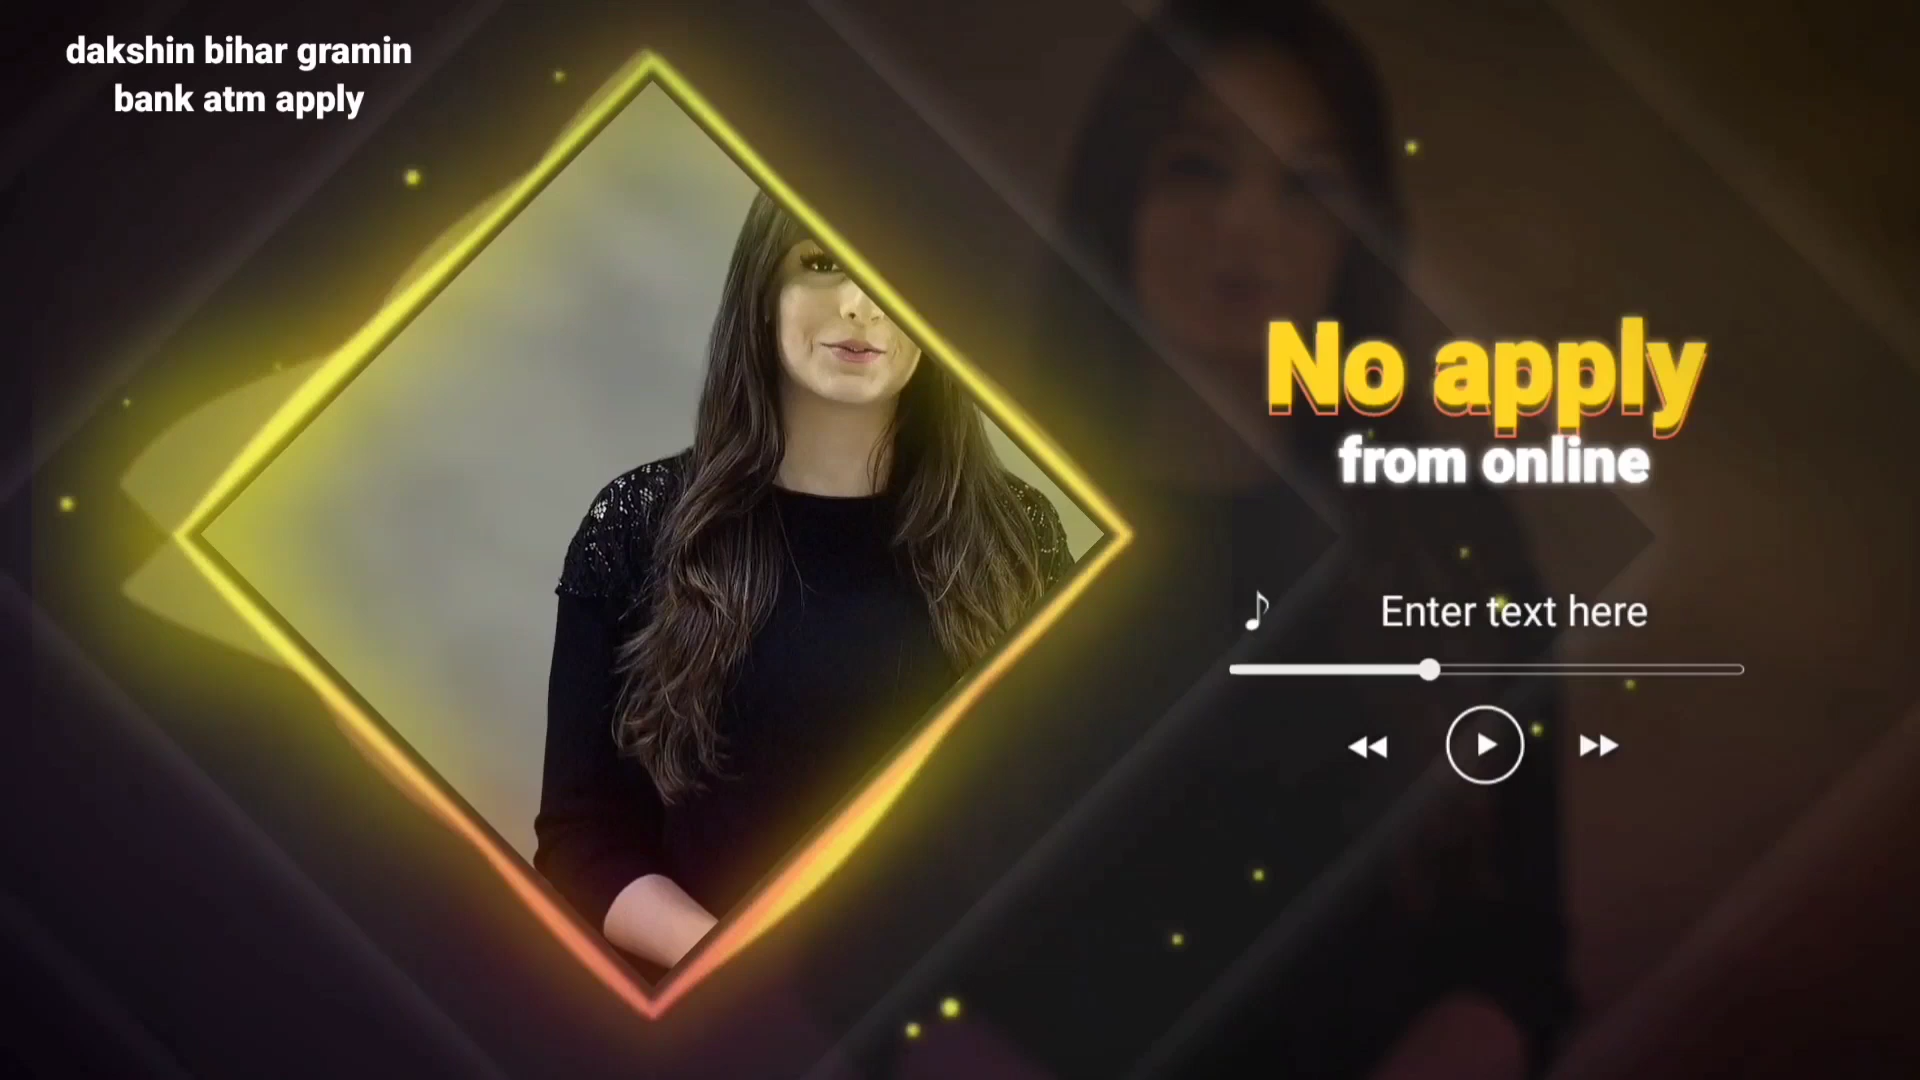 dakshin bihar gramin
bank atm apply
No apply
from online
Enter text here